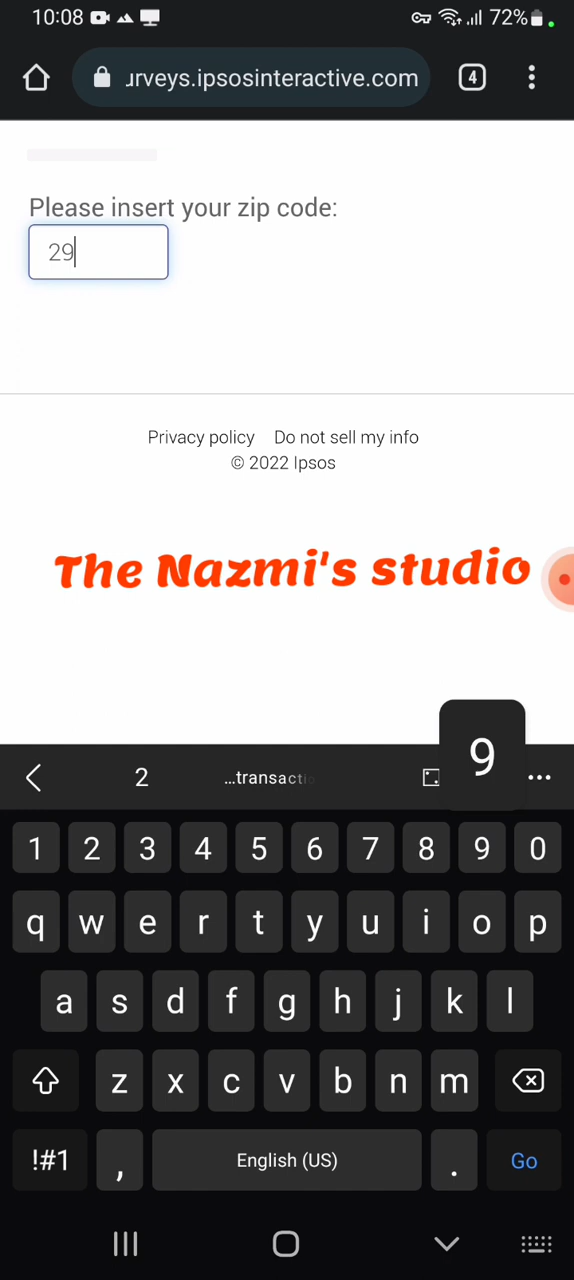 10:08 72%
urveys.ipsosinteractive.com 4
Please insert your zip code:
29
Privacy policy Do not sell my info
© 2022 Ipsos
The Nazmi's studio
9
2 ...transacti
1 2 3 4 5 6 7 8 9 0
q w e r t y u i o p
a s d f g h j k l
z x c v b n m
!#1 , English (US) . Go